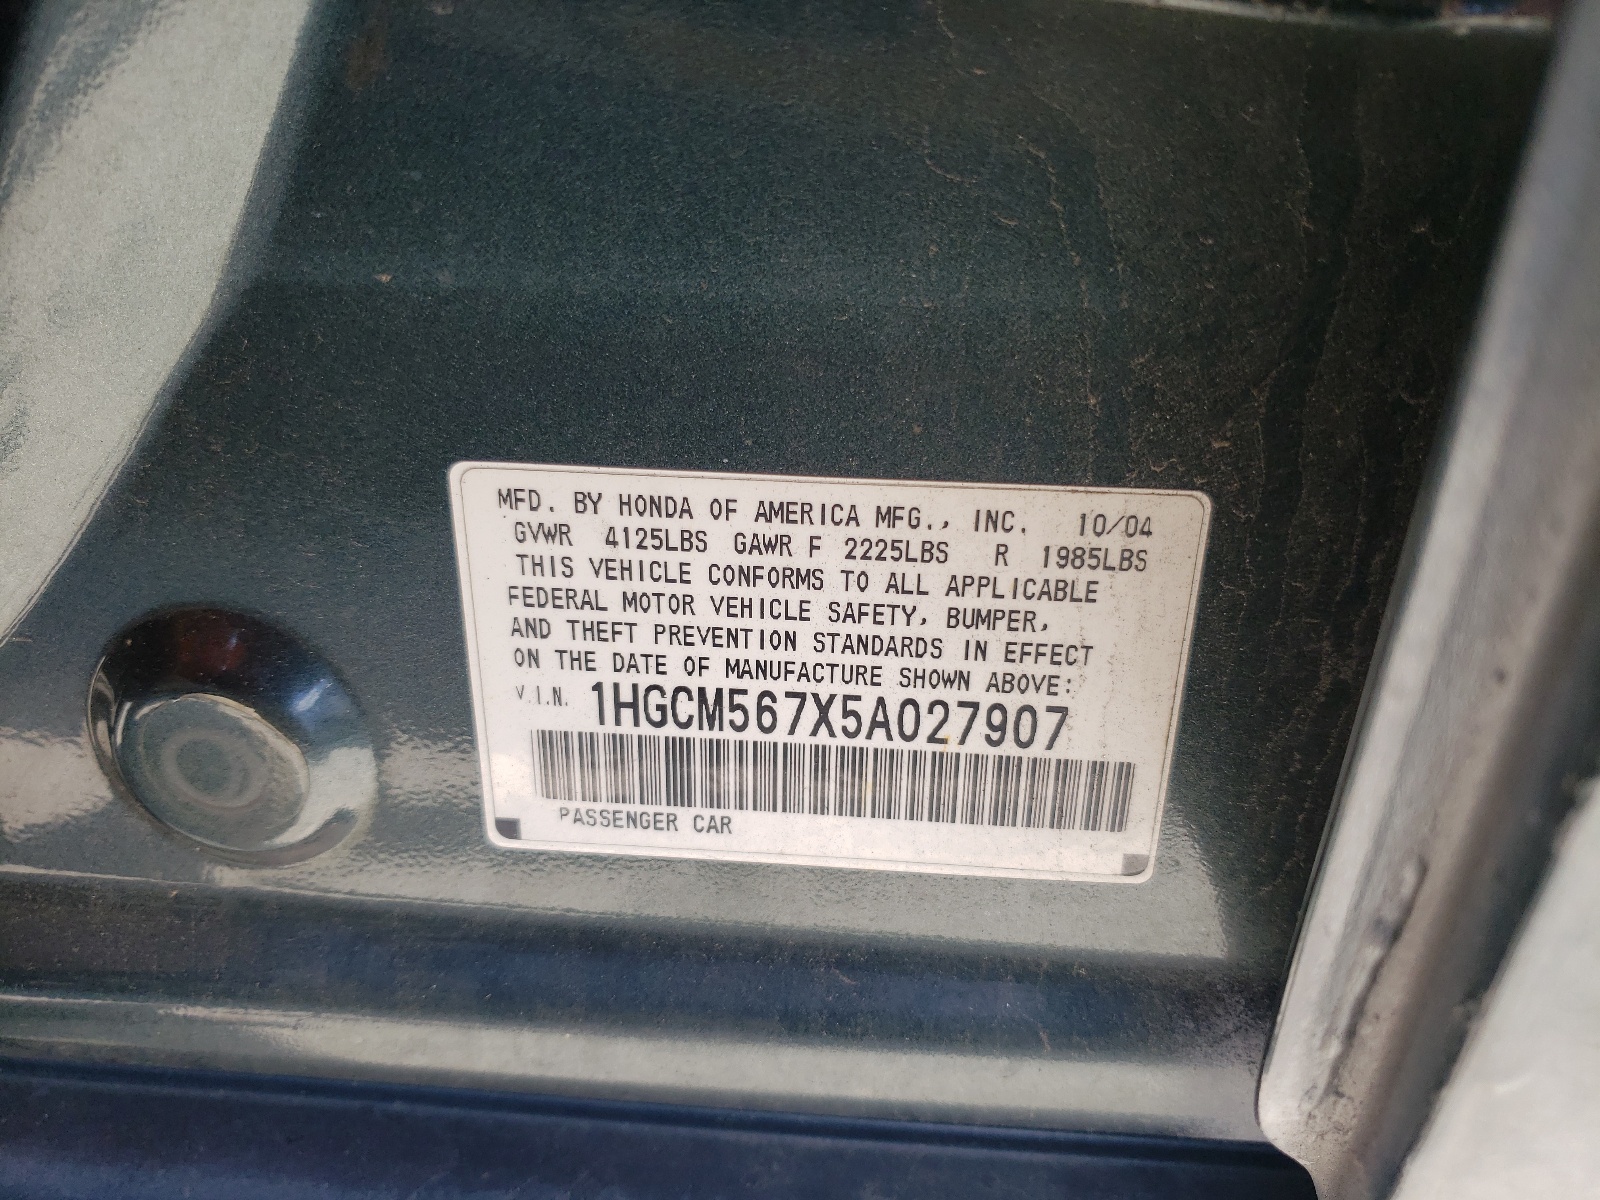 MFD. BY HONDA OF AMERICA MFG., INC. 10/04
GVWR 4125LBS GAWR F 2225LBS R 1985LBS
THIS VEHICLE CONFORMS TO ALL APPLICABLE
FEDERAL MOTOR VEHICLE SAFETY, BUMPER,
AND THEFT PREVENTION STANDARDS IN EFFECT
ON THE DATE OF MANUFACTURE SHOWN ABOVE:
V.I.N. 1HGCM567X5A027907
PASSENGER CAR